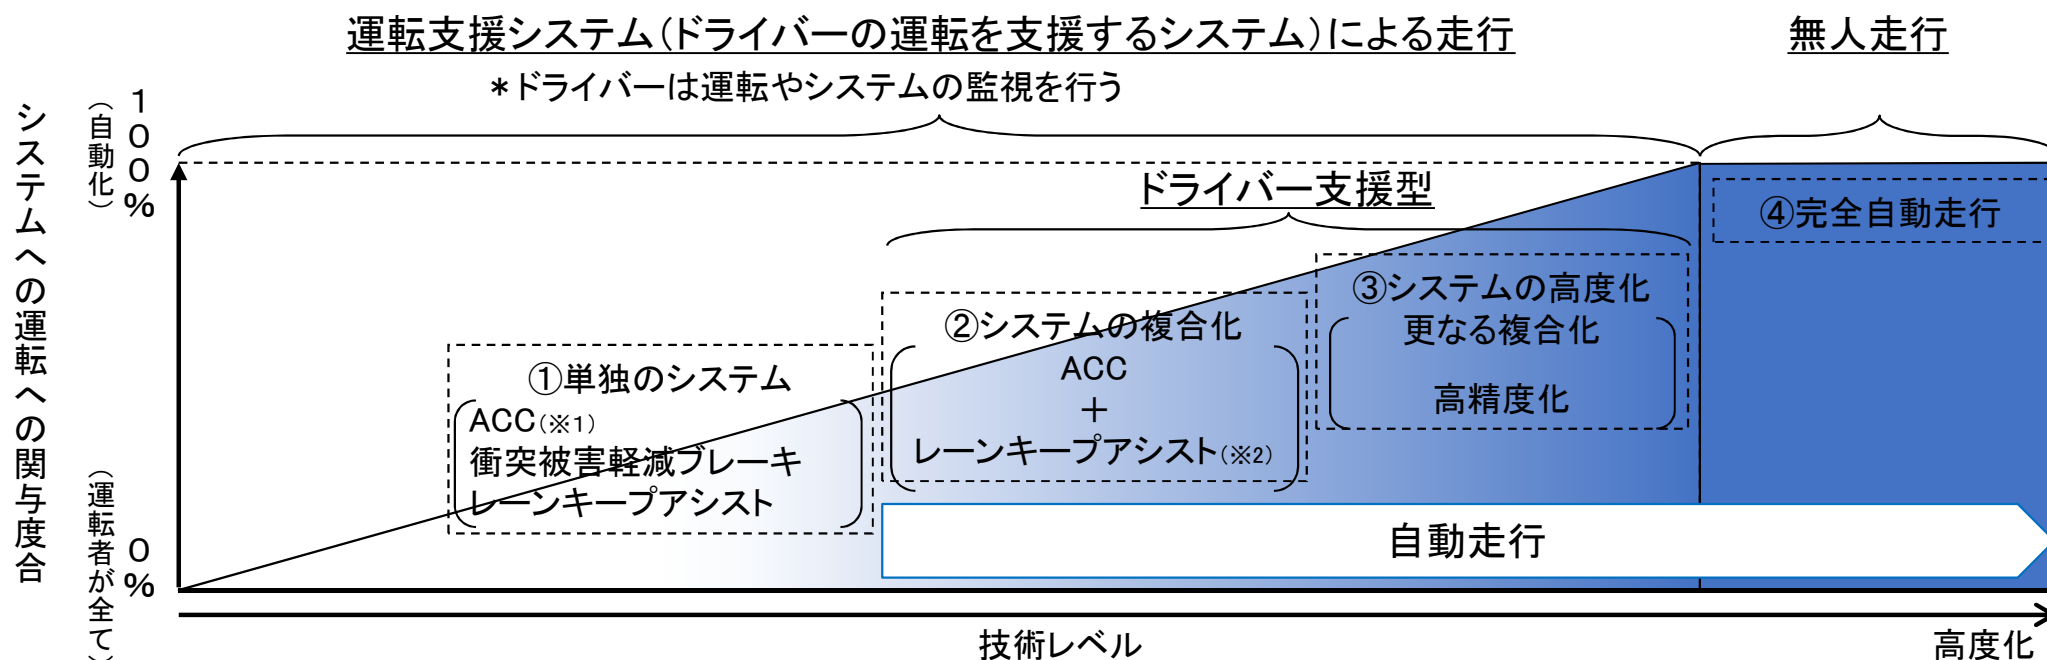 運転支援システム（ドライバーの運転を支援するシステム）による走行
無人走行
＊ドライバーは運転やシステムの監視を行う
システムへの運転への関与度合
（自動化）
１００％
ドライバー支援型
④完全自動走行
③システムの高度化
更なる複合化
高精度化
②システムの複合化
ACC
＋
レーンキープアシスト（※2）
①単独のシステム
ACC（※1）
衝突被害軽減ブレーキ
レーンキープアシスト
自動走行
０％
（運転者が全て）
技術レベル
高度化